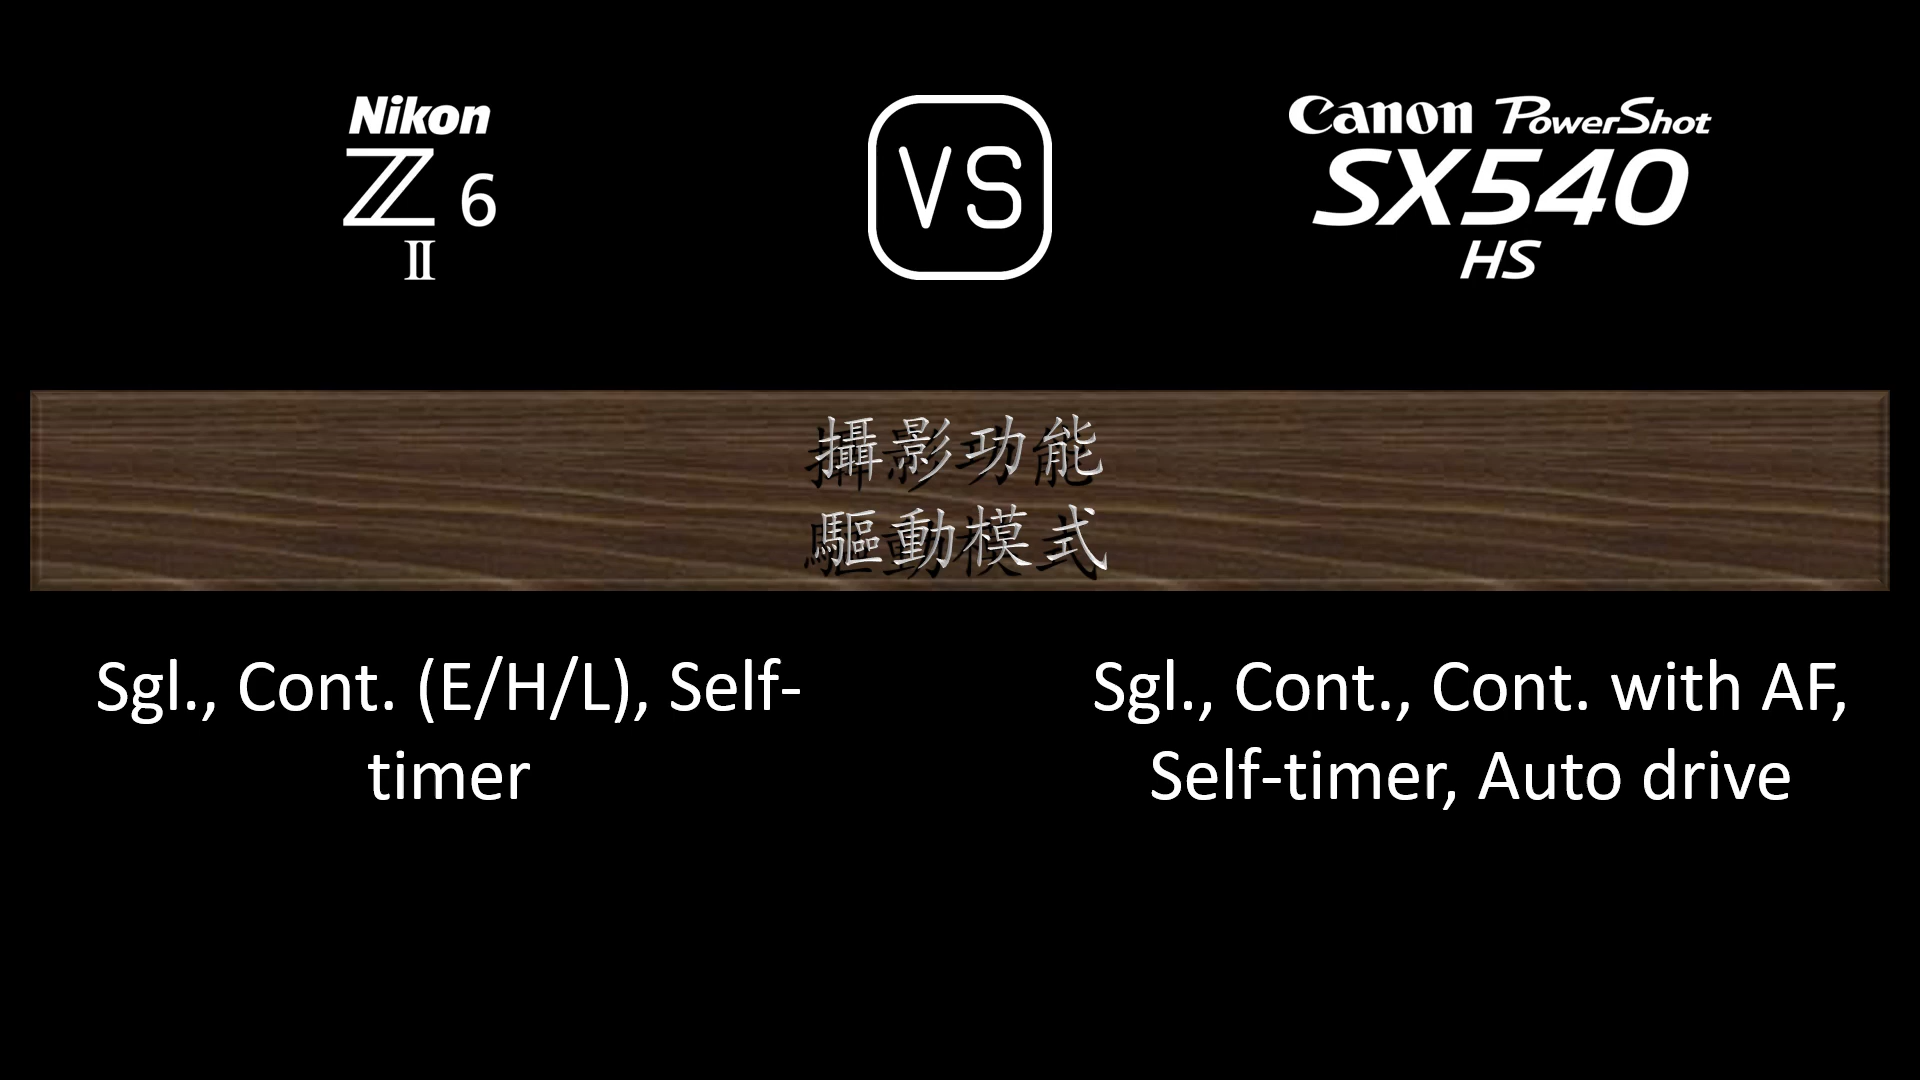 Nikon
Z 6
II
VS
Canon PowerShot
SX540
HS
攝影功能
驅動模式
Sgl., Cont. (E/H/L), Self-
timer
Sgl., Cont., Cont. with AF,
Self-timer, Auto drive